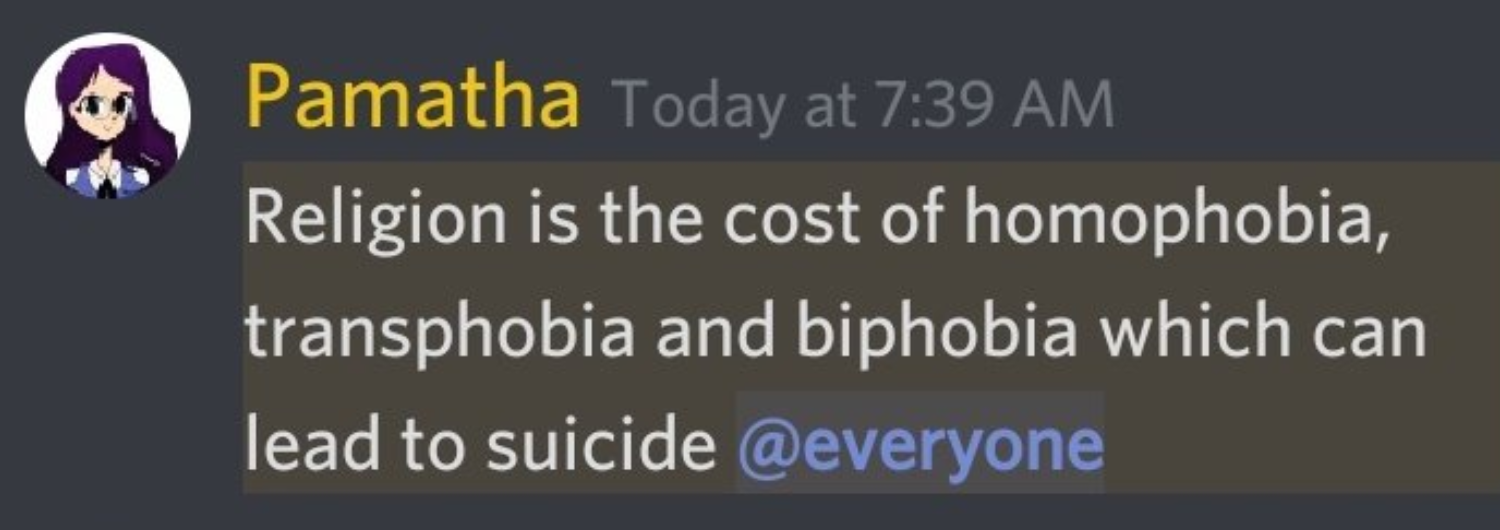 Pamatha Today at 7:39 AM
Religion is the cost of homophobia,
transphobia and biphobia which can
lead to suicide @everyone